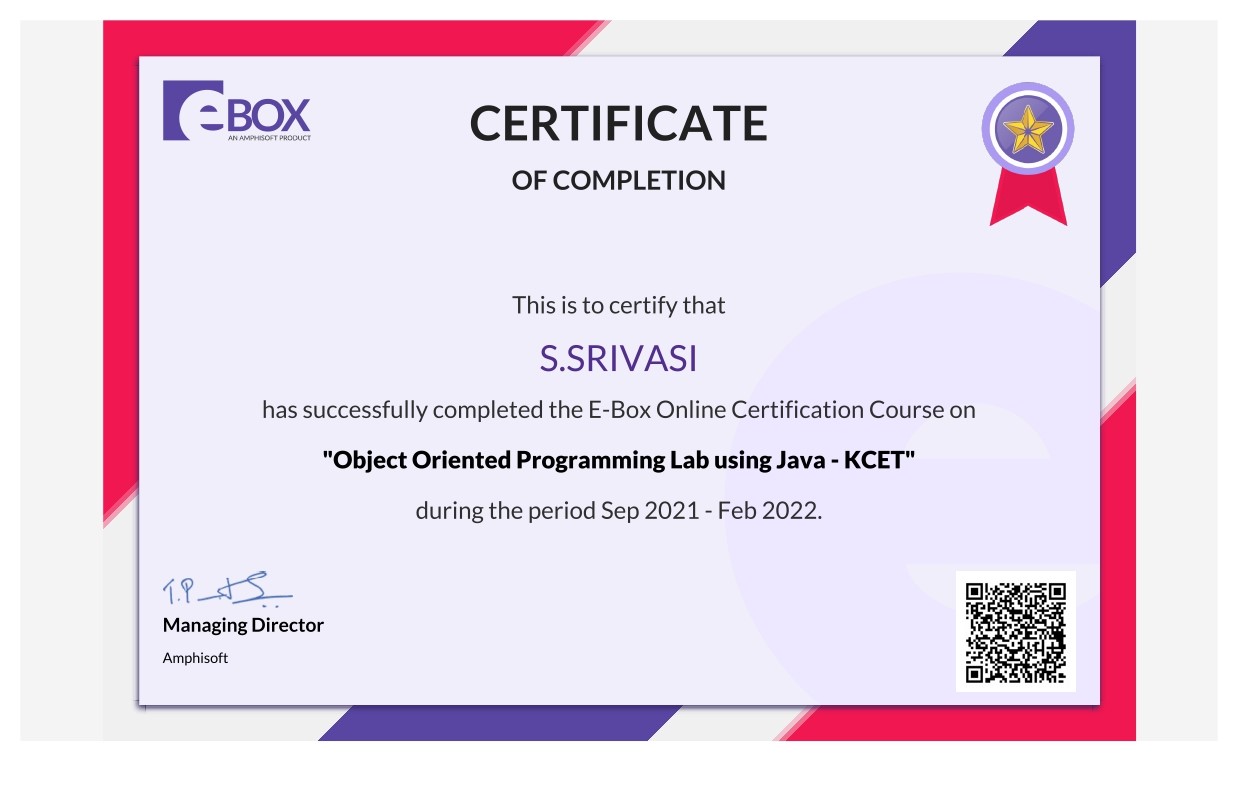 eBOX
AN AMPHISOFT PRODUCT
CERTIFICATE
OF COMPLETION
This is to certify that
S.SRIVASI
has successfully completed the E-Box Online Certification Course on
"Object Oriented Programming Lab using Java - KCET"
during the period Sep 2021 - Feb 2022.
T.P
Managing Director
Amphisoft